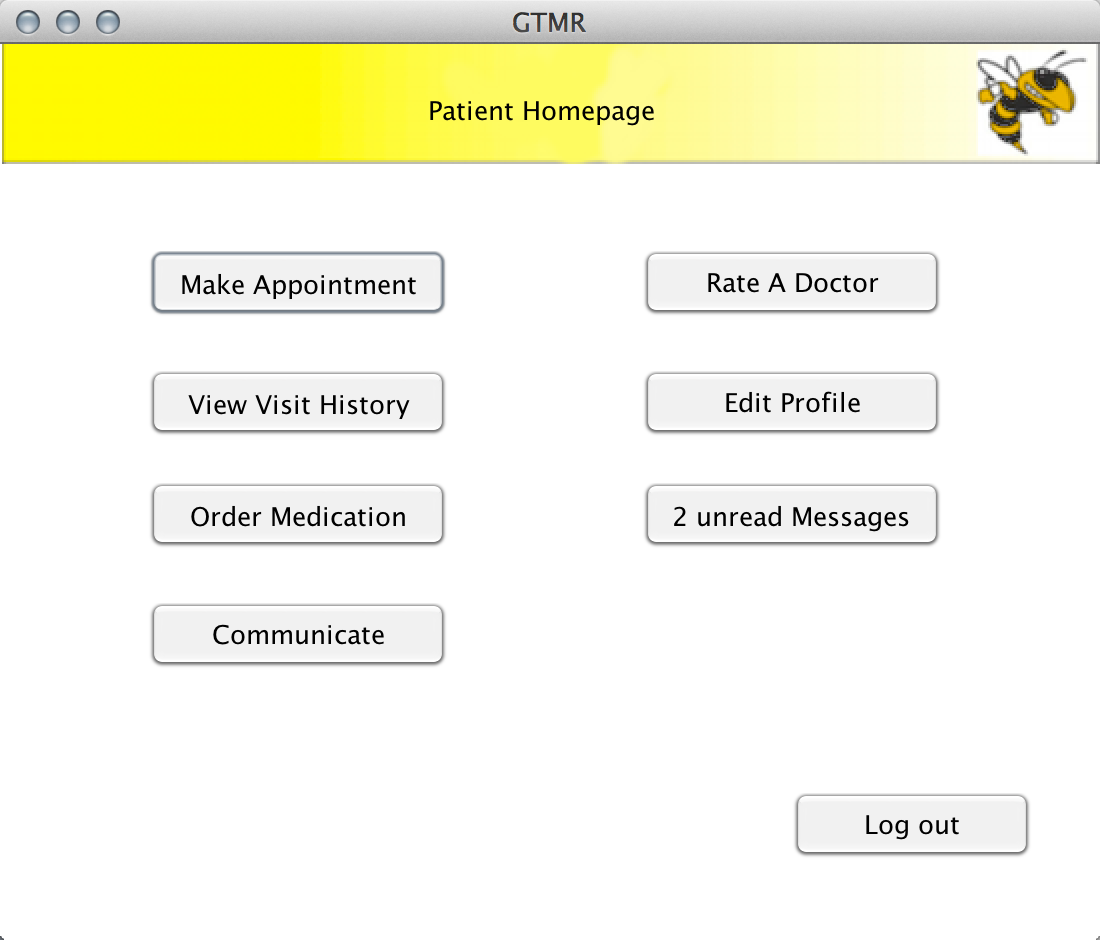 GTMR
Patient Homepage
Make Appointment
Rate A Doctor
View Visit History
Edit Profile
Order Medication
2 unread Messages
Communicate
Log out